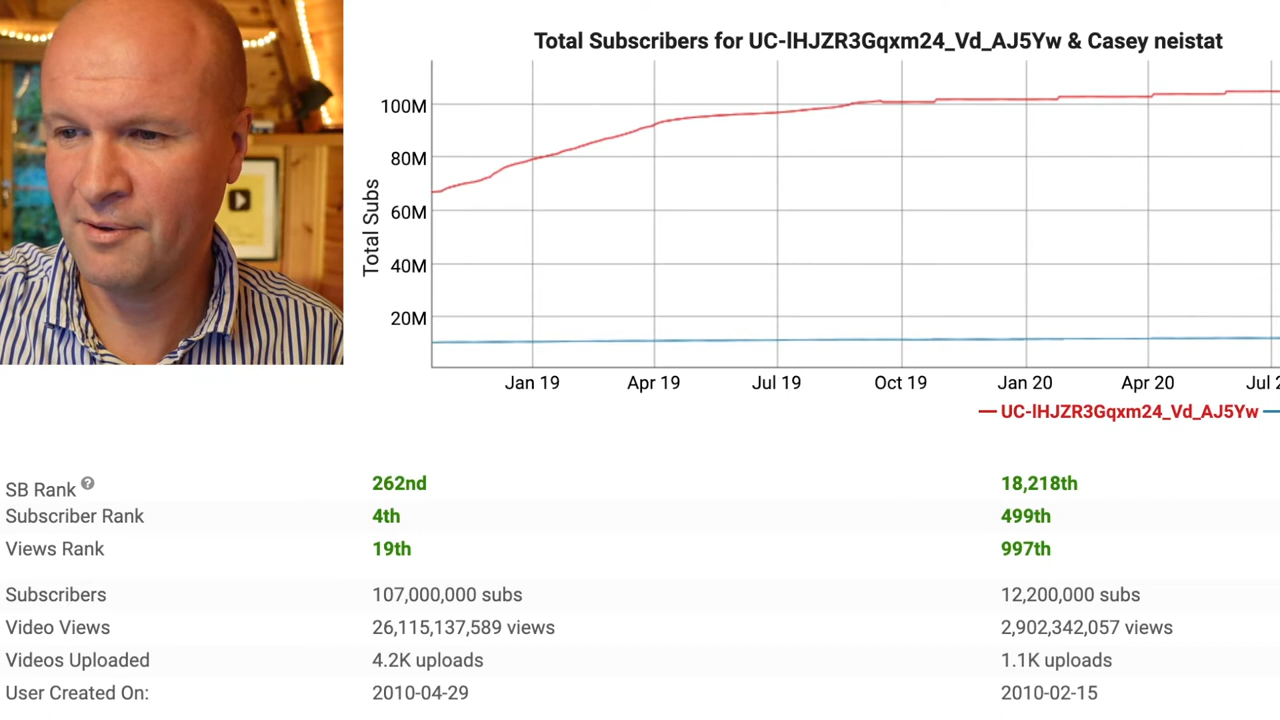 Total Subscribers for UC-lHJZR3Gqxm24_Vd_AJ5Yw & Casey neistat
100M
80M
60M
40M
20M
Total Subs
Jan 19 Apr 19 Jul 19 Oct 19 Jan 20 Apr 20 Jul 2
UC-lHJZR3Gqxm24_Vd_AJ5Yw
SB Rank ? 262nd 18,218th
Subscriber Rank 4th 499th
Views Rank 19th 997th
Subscribers 107,000,000 subs 12,200,000 subs
Video Views 26,115,137,589 views 2,902,342,057 views
Videos Uploaded 4.2K uploads 1.1K uploads
User Created On: 2010-04-29 2010-02-15